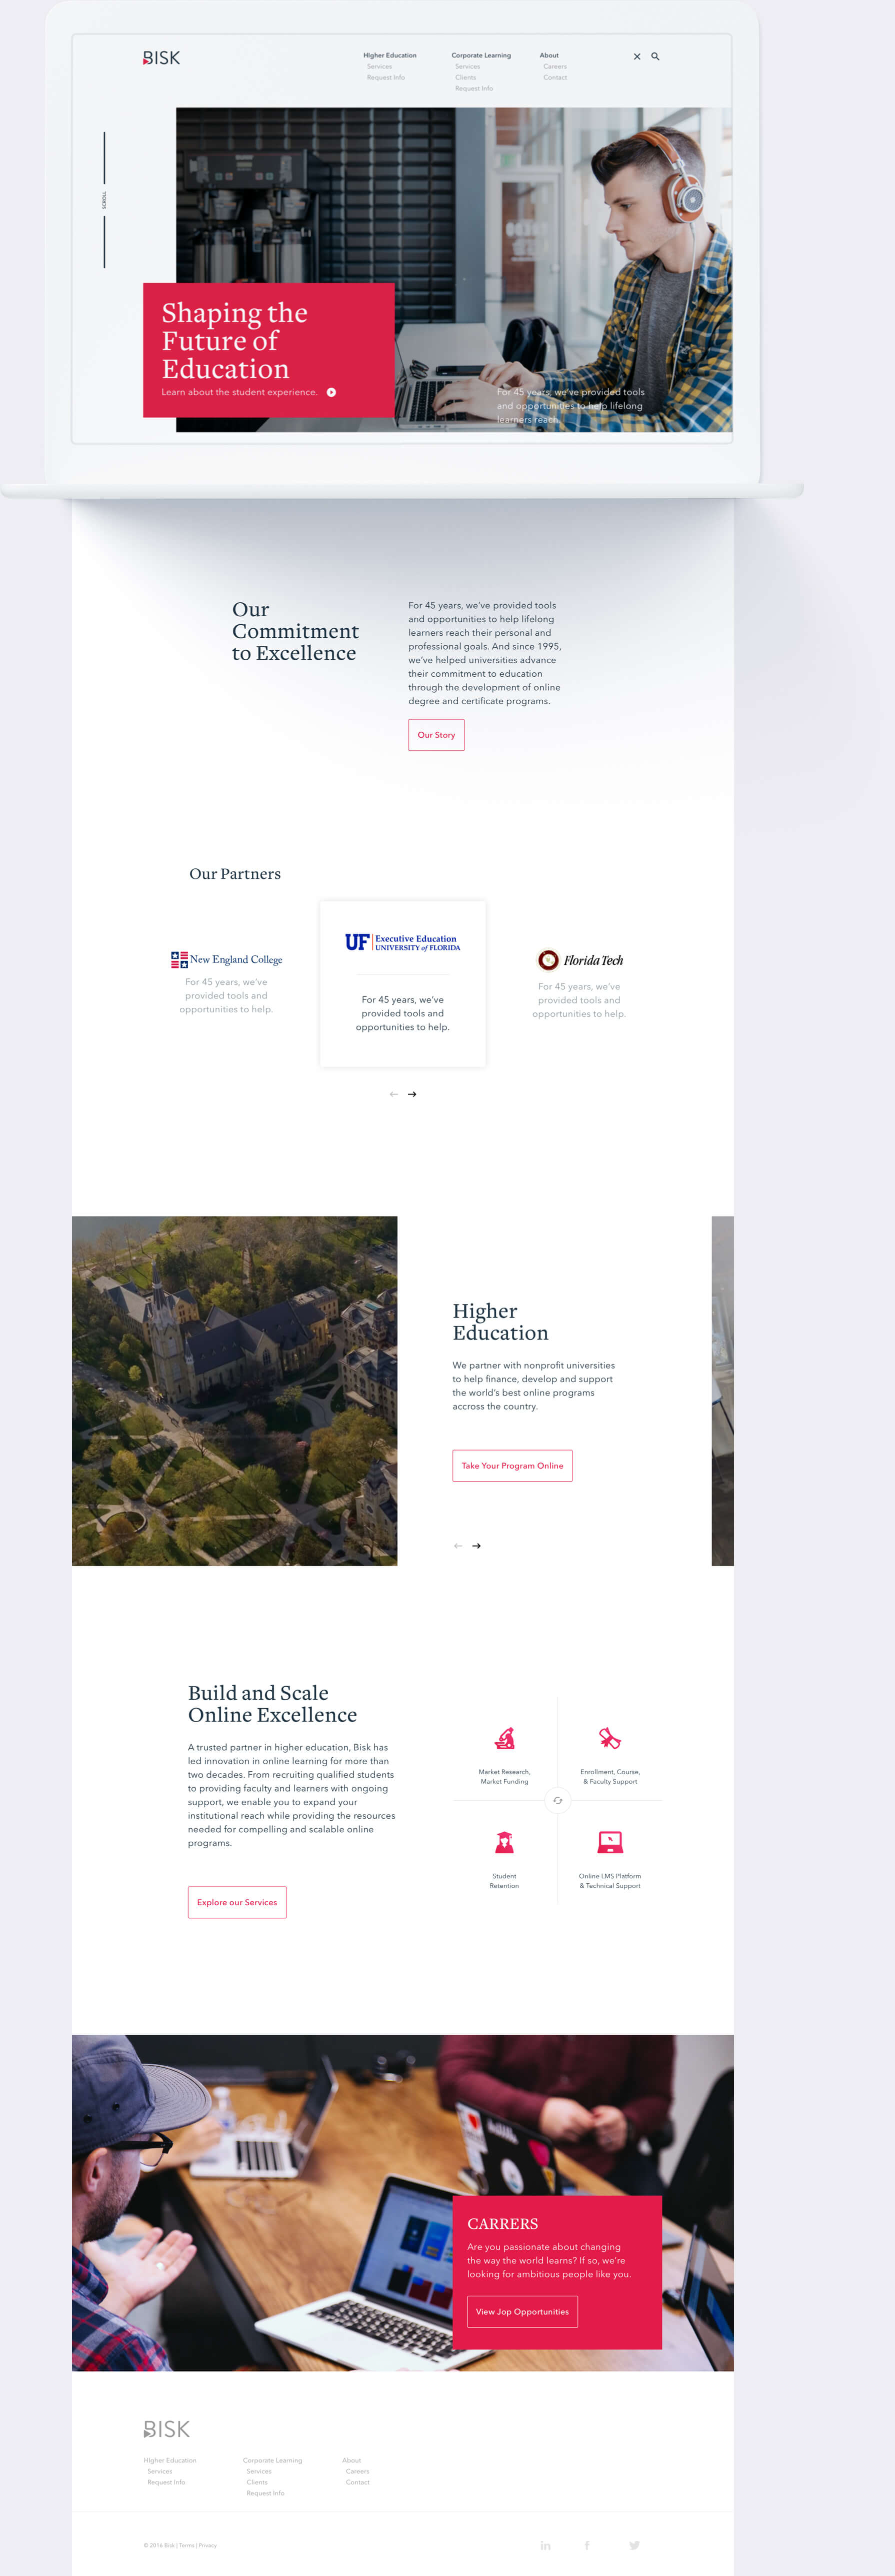 BISK
Higher Education
Services
Request Info
Corporate Learning
Services
Clients
Request Info
About
Careers
Contact
SCROLL
Shaping the
Future of
Education
Learn about the student experience.
For 45 years, we've provided tools
and opportunities to help lifelong
learners reach
Our
Commitment
to Excellence
For 45 years, we've provided tools
and opportunities to help lifelong
learners reach their personal and
professional goals. And since 1995,
we've helped universities advance
their commitment to education
through the development of online
degree and certificate programs.
Our Story
Our Partners
New England College
For 45 years, we've
provided tools and
opportunities to help.
UF Executive Education
UNIVERSITY of FLORIDA
For 45 years, we've
provided tools and
opportunities to help.
Florida Tech
For 45 years, we've
provided tools and
opportunities to help.
Higher
Education
We partner with nonprofit universities
to help finance, develop and support
the world's best online programs
accross the country.
Take Your Program Online
Build and Scale
Online Excellence
A trusted partner in higher education, Bisk has
led innovation in online learning for more than
two decades. From recruiting qualified students
to providing faculty and learners with ongoing
support, we enable you to expand your
institutional reach while providing the resources
needed for compelling and scalable online
programs.
Explore our Services
Market Research,
Market Funding
Enrollment, Course,
& Faculty Support
Student
Retention
Online LMS Platform
& Technical Support
CARRERS
Are you passionate about changing
the way the world learns? If so, we're
looking for ambitious people like you.
View Jop Opportunities
BISK
Higher Education
Services
Request Info
Corporate Learning
Services
Clients
Request Info
About
Careers
Contact
© 2016 Bisk | Terms | Privacy